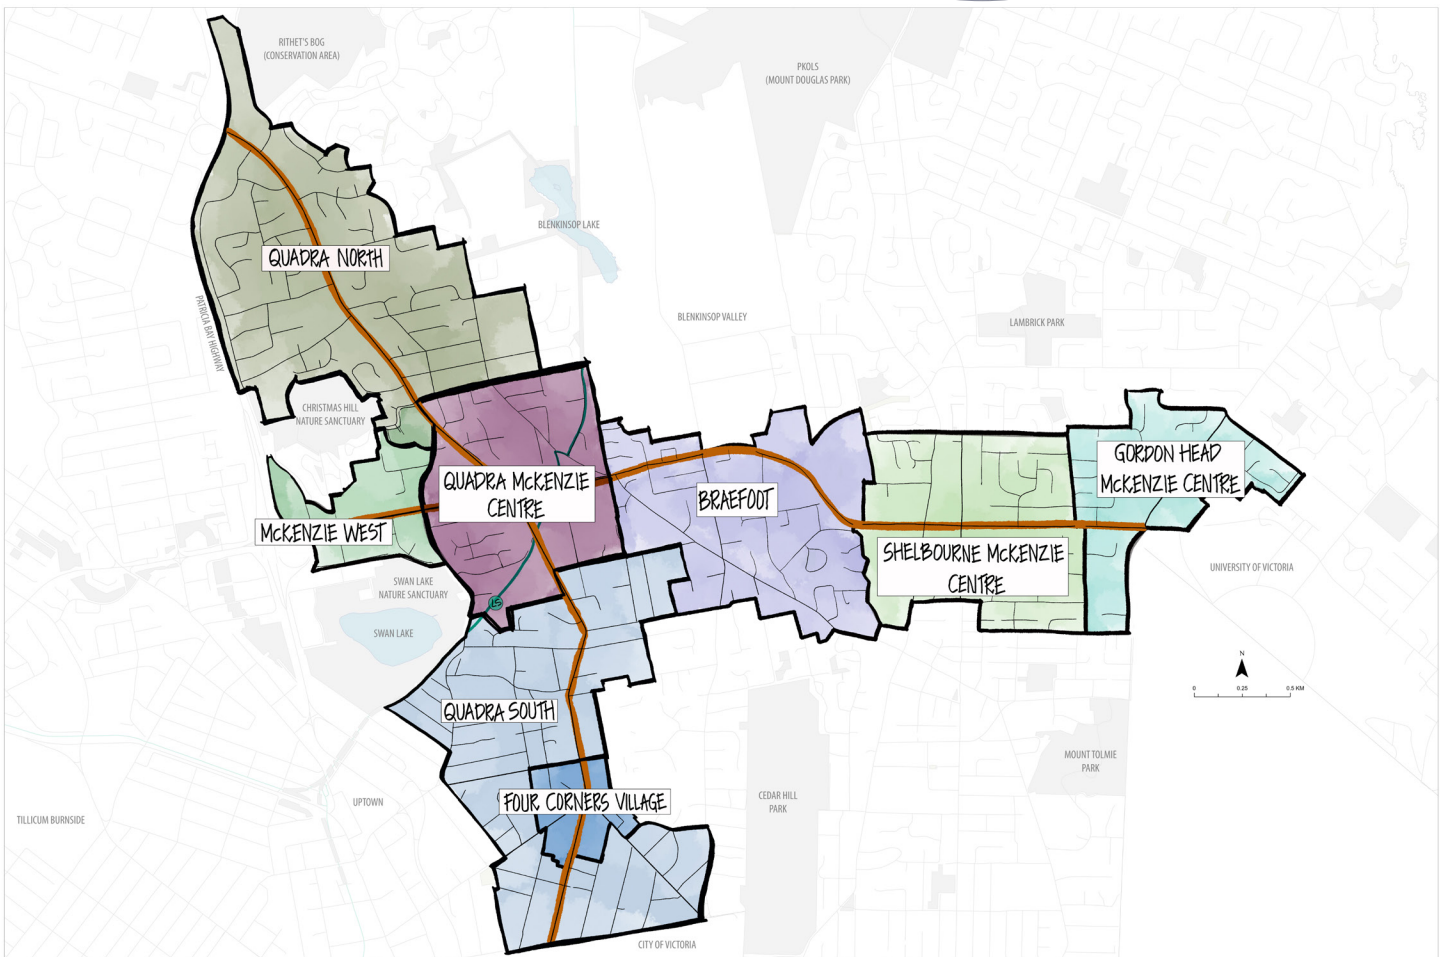 RITHET'S BOG
(CONSERVATION AREA)
PKOLS
(MOUNT DOUGLAS PARK)
BLENKINSOP LAKE
QUADRA NORTH
PATRICIA BAY HIGHWAY
BLENKINSOP VALLEY
LAMBRICK PARK
CHRISTMAS HILL
NATURE SANCTUARY
GORDON HEAD
McKENZIE CENTRE
QUADRA McKENZIE
CENTRE
BRAEFOOT
McKENZIE WEST
SHELBOURNE McKENZIE
CENTRE
UNIVERSITY OF VICTORIA
SWAN LAKE
NATURE SANCTUARY
SWAN LAKE
N
0 0.25 0.5 KM
QUADRA SOUTH
MOUNT TOLMIE
PARK
FOUR CORNERS VILLAGE
CEDAR HILL
PARK
UPTOWN
TILLICUM BURNSIDE
CITY OF VICTORIA